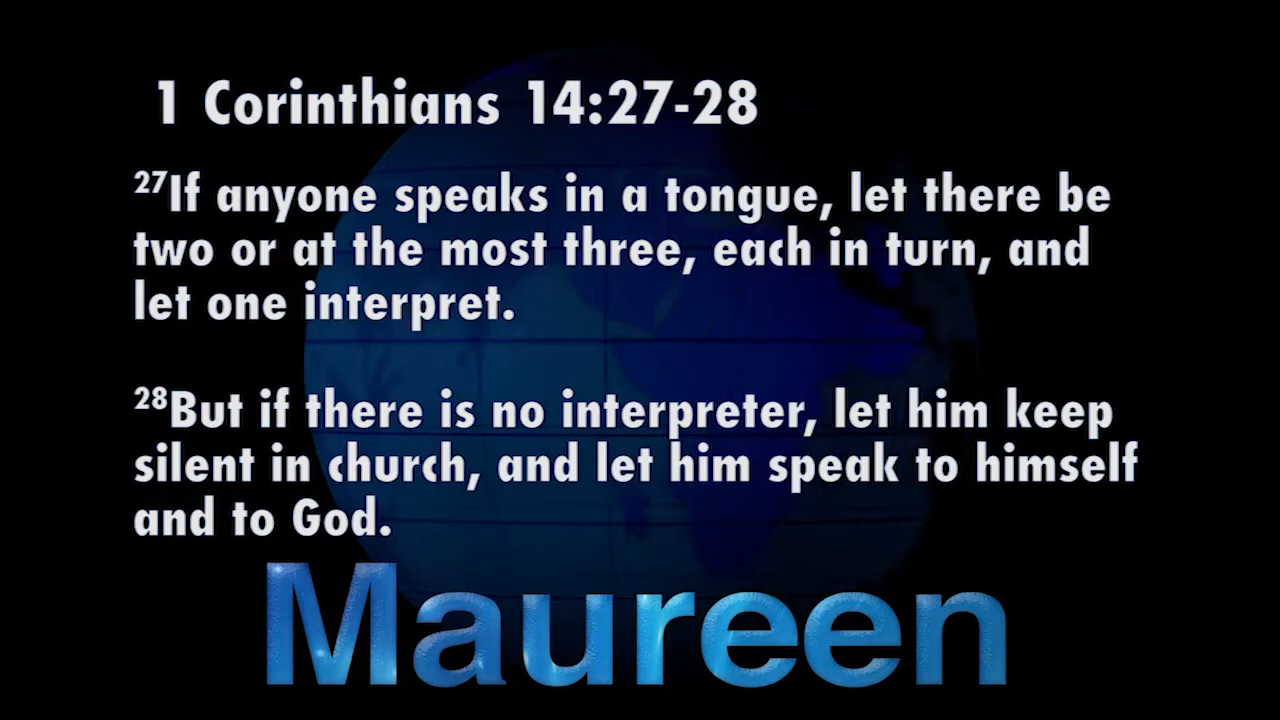 1 Corinthians 14:27-28
27If anyone speaks in a tongue, let there be
two or at the most three, each in turn, and
let one interpret.
28But if there is no interpreter, let him keep
silent in church, and let him speak to himself
and to God.
Maureen